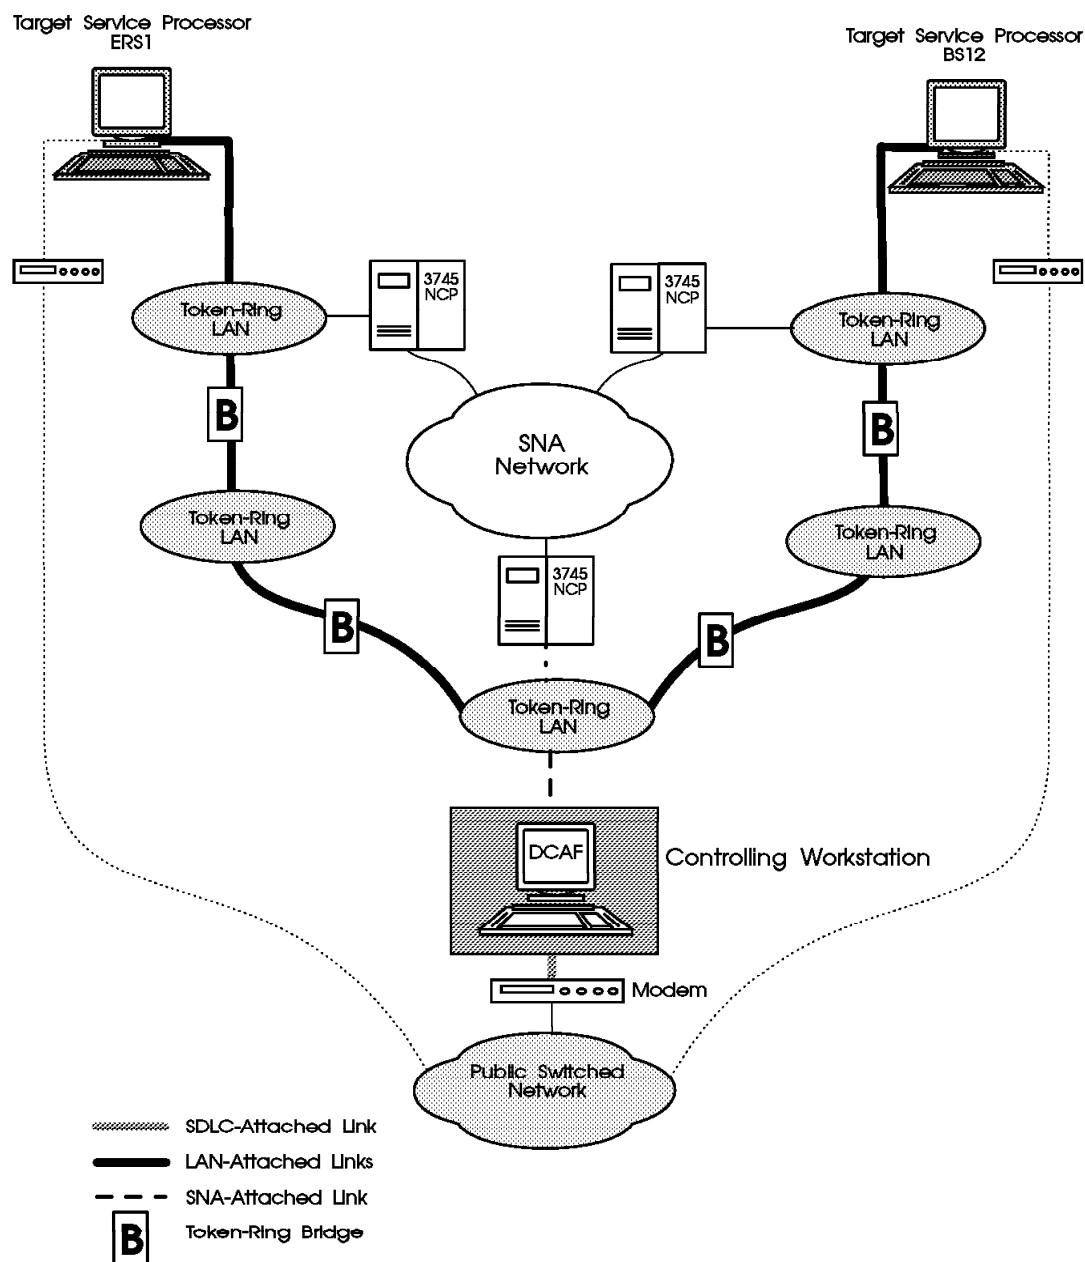 Target Service Processor
ERS1
Target Service Processor
BS12
3745
NCP
3745
NCP
Token-Ring
LAN
Token-Ring
LAN
B
B
SNA
Network
Token-Ring
LAN
Token-Ring
LAN
3745
NCP
B
B
Token-Ring
LAN
DCAF
Controlling Workstation
Modem
Public Switched
Network
SDLC-Attached Link
LAN-Attached Links
SNA-Attached Link
B
Token-Ring Bridge